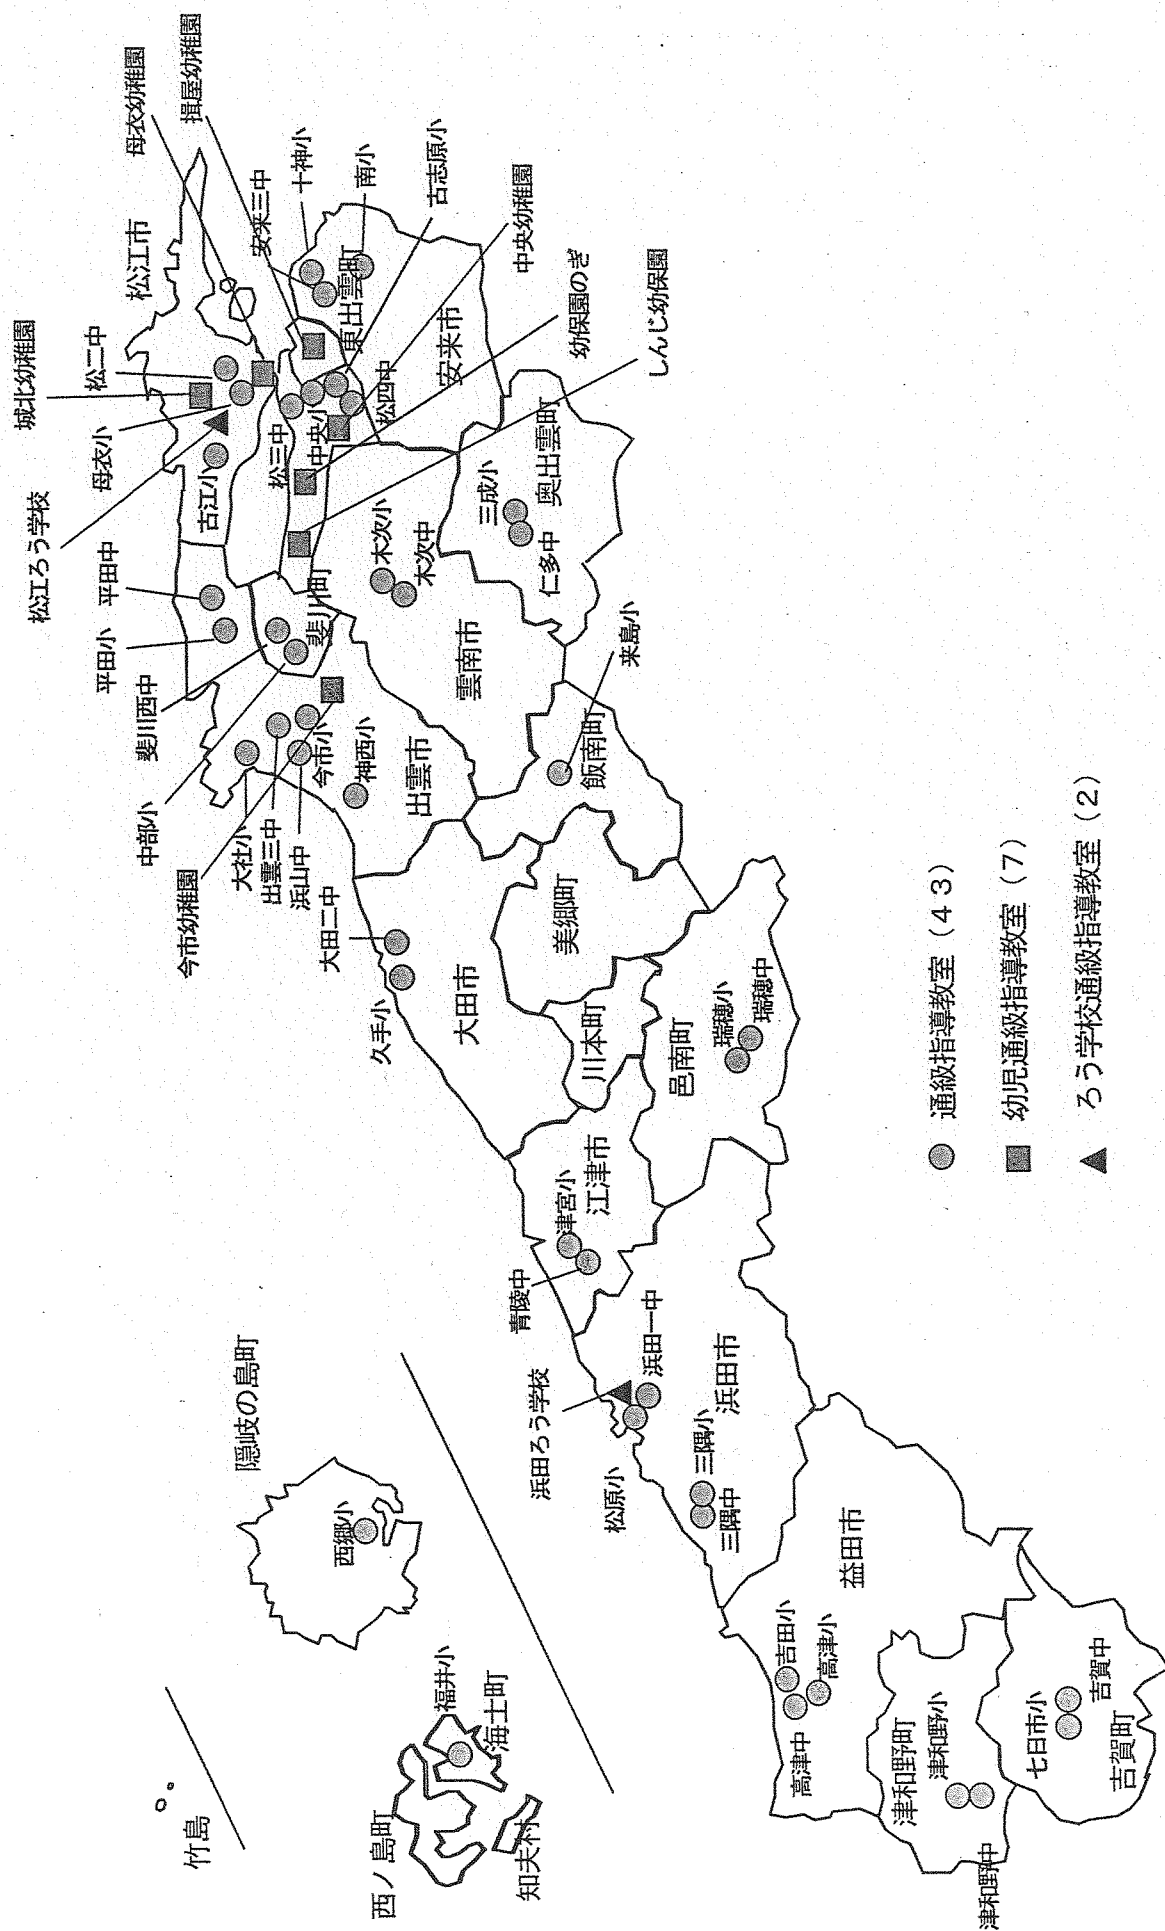 竹島
隠岐の島町
西郷小
西ノ島町
福井小
海士町
知夫村
城北幼稚園
松二中
松江市
母衣幼稚園
揖屋幼稚園
松江ろう学校
母衣小
古江小
安来三中
十神小
南小
東出雲町
古志原小
安来市
中央幼稚園
松三中
中央小
松四中
幼保園のぎ
しんじ幼保園
平田中
平田小
斐川西中
斐川町
中部小
大社小
出雲三中
浜山中
今市小
神西小
出雲市
今市幼稚園
木次小
木次中
雲南市
三成小
奥出雲町
仁多中
来島小
飯南町
大田二中
久手小
大田市
美郷町
川本町
邑南町
瑞穂小
瑞穂中
津宮小
江津市
青陵中
浜田ろう学校
浜田一中
松原小
浜田市
三隅小
三隅中
益田市
吉田小
高津小
高津中
津和野町
津和野小
津和野中
七日市小
吉賀中
吉賀町
通級指導教室（４３）
幼児通級指導教室（７）
ろう学校通級指導教室（２）